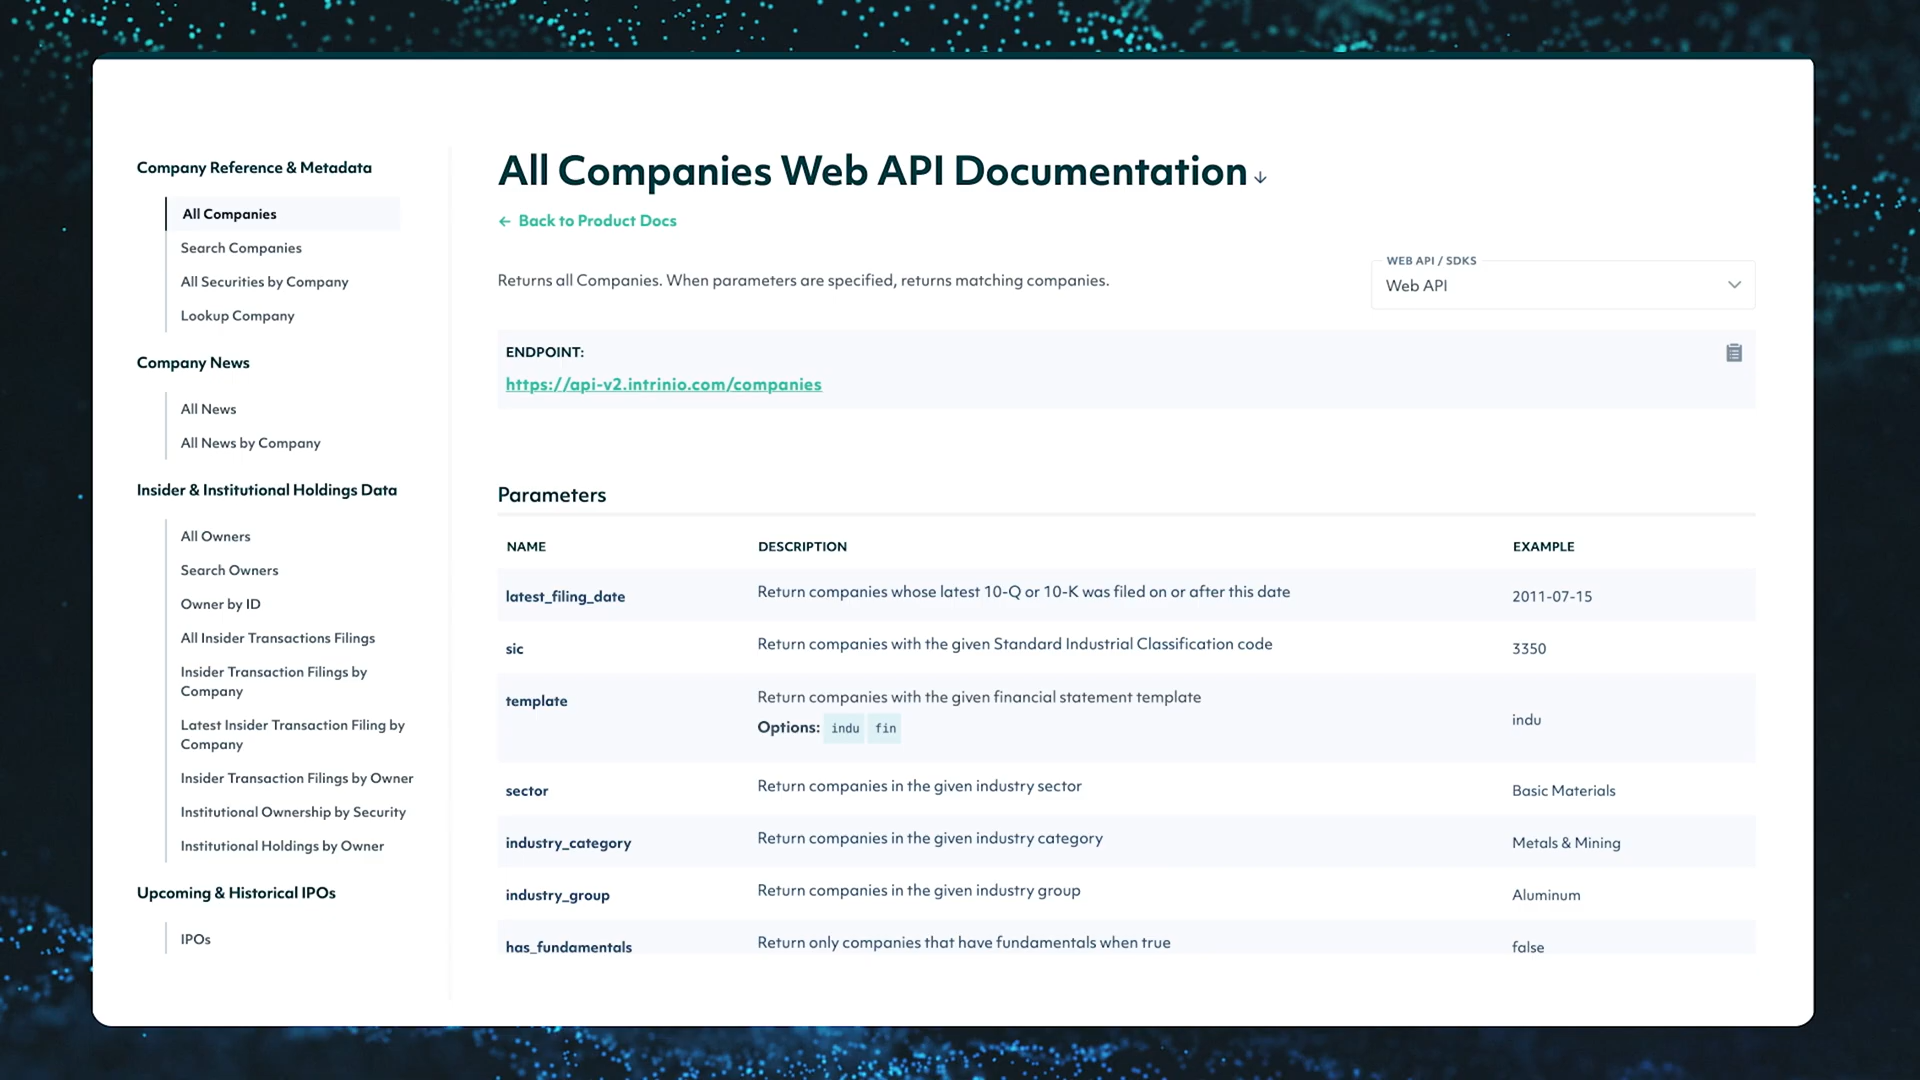 Company Reference & Metadata
All Companies
Search Companies
All Securities by Company
Lookup Company
Company News
All News
All News by Company
Insider & Institutional Holdings Data
All Owners
Search Owners
Owner by ID
All Insider Transactions Filings
Insider Transaction Filings by
Company
Latest Insider Transaction Filing by
Company
Insider Transaction Filings by Owner
Institutional Ownership by Security
Institutional Holdings by Owner
Upcoming & Historical IPOs
IPOs
All Companies Web API Documentation ↓
← Back to Product Docs
Returns all Companies. When parameters are specified, returns matching companies.
WEB API / SDKS
Web API
ENDPOINT:
https://api-v2.intrinio.com/companies
Parameters
NAME DESCRIPTION EXAMPLE
latest_filing_date Return companies whose latest 10-Q or 10-K was filed on or after this date 2011-07-15
sic Return companies with the given Standard Industrial Classification code 3350
template Return companies with the given financial statement template
Options: indu fin indu
sector Return companies in the given industry sector Basic Materials
industry_category Return companies in the given industry category Metals & Mining
industry_group Return companies in the given industry group Aluminum
has_fundamentals Return only companies that have fundamentals when true false